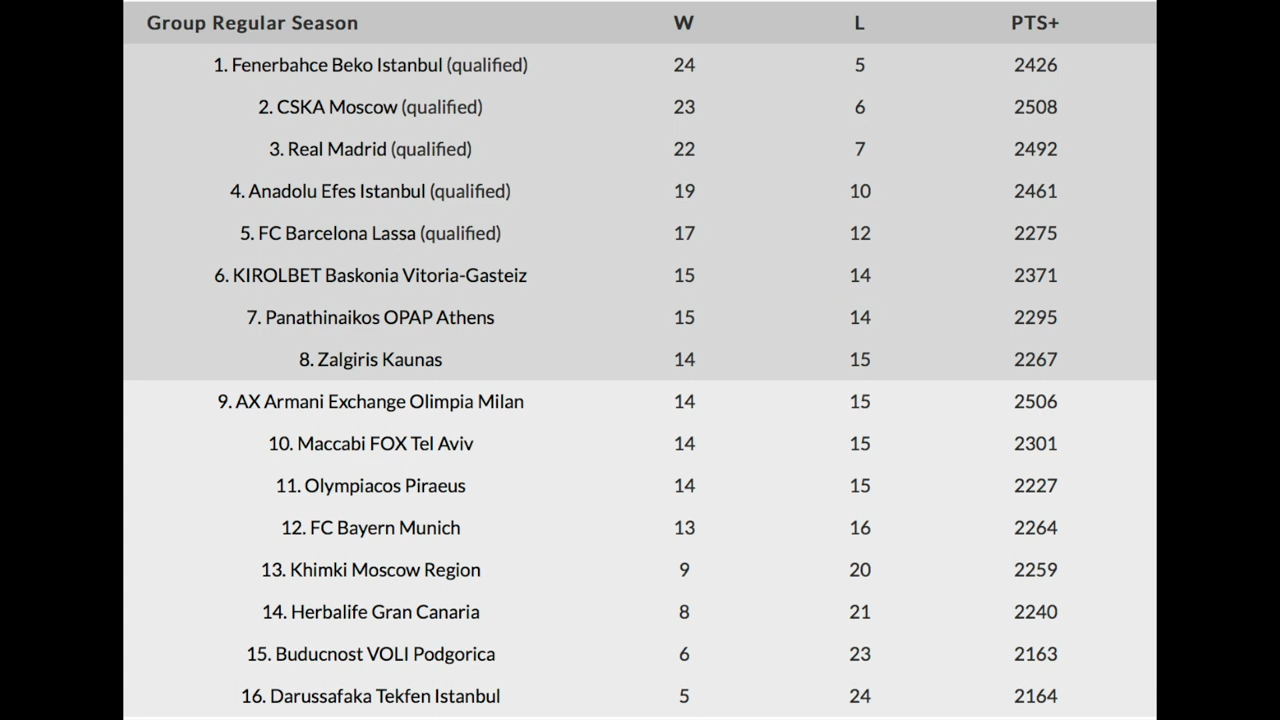 Group Regular Season W L PTS+
1. Fenerbahce Beko Istanbul (qualified) 24 5 2426
2. CSKA Moscow (qualified) 23 6 2508
3. Real Madrid (qualified) 22 7 2492
4. Anadolu Efes Istanbul (qualified) 19 10 2461
5. FC Barcelona Lassa (qualified) 17 12 2275
6. KIROLBET Baskonia Vitoria-Gasteiz 15 14 2371
7. Panathinaikos OPAP Athens 15 14 2295
8. Zalgiris Kaunas 14 15 2267
9. AX Armani Exchange Olimpia Milan 14 15 2506
10. Maccabi FOX Tel Aviv 14 15 2301
11. Olympiacos Piraeus 14 15 2227
12. FC Bayern Munich 13 16 2264
13. Khimki Moscow Region 9 20 2259
14. Herbalife Gran Canaria 8 21 2240
15. Buducnost VOLI Podgorica 6 23 2163
16. Darussafaka Tekfen Istanbul 5 24 2164